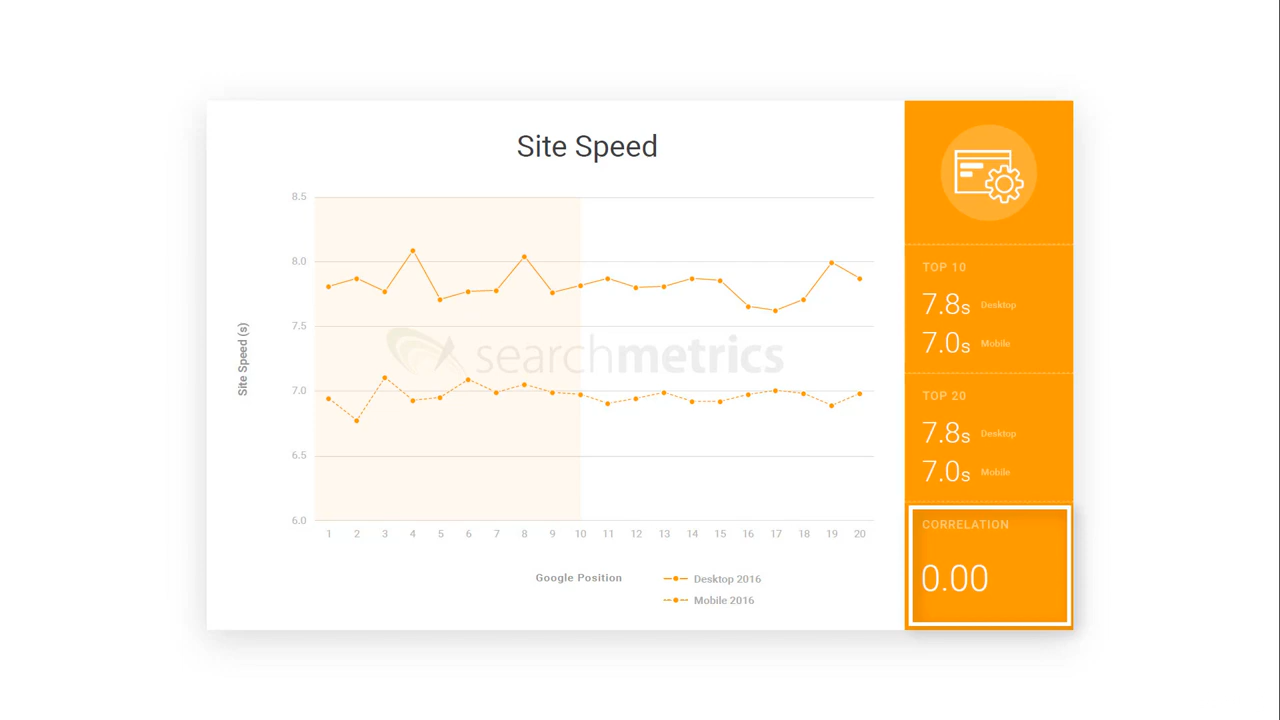 Site Speed
8.5
8.0
7.5
7.0
6.5
6.0
Site Speed (s)
searchmetrics
1 2 3 4 5 6 7 8 9 10 11 12 13 14 15 16 17 18 19 20
Google Position
Desktop 2016
Mobile 2016
TOP 10
7.8s Desktop
7.0s Mobile
TOP 20
7.8s Desktop
7.0s Mobile
CORRELATION
0.00